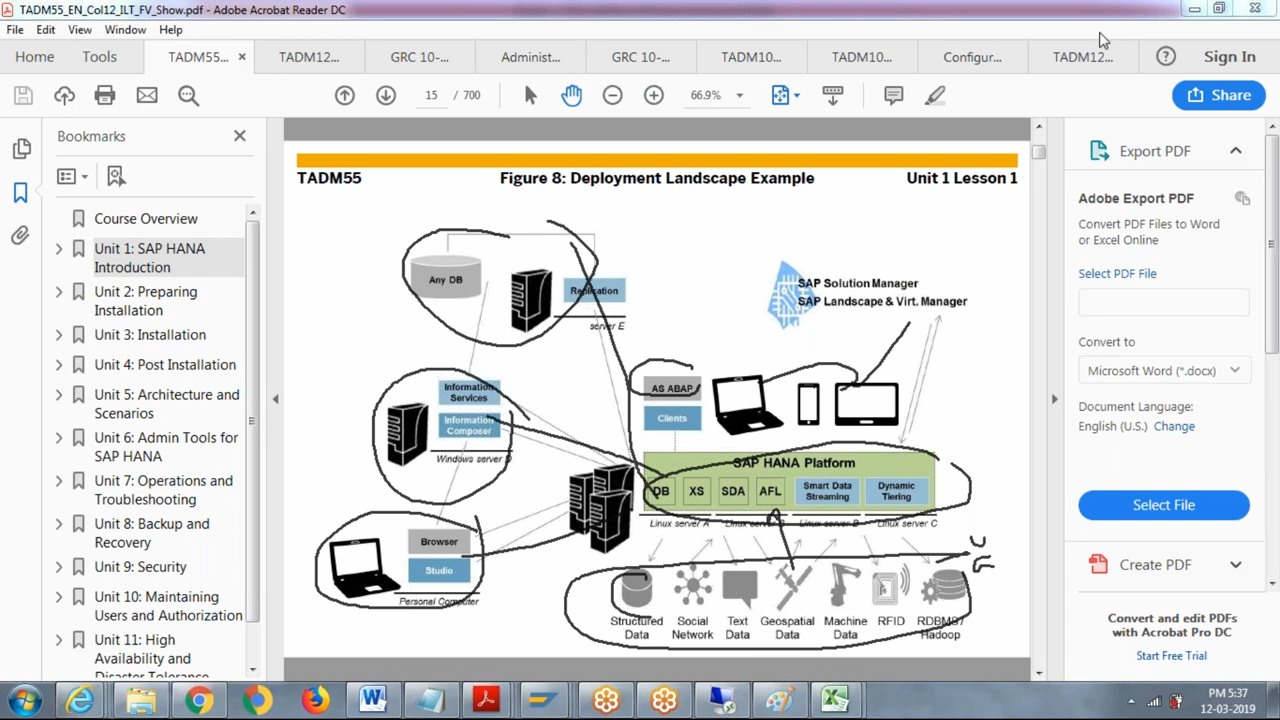 TADM55_EN_Col12_ILT_FV_Show.pdf - Adobe Acrobat Reader DC
File Edit View Window Help
Home Tools TADM55... × TADM12... GRC 10-... Administ... GRC 10-... TADM10... TADM10... Configur... TADM12... ? Sign In
15 / 700 66.9% Share
Bookmarks
Course Overview
Unit 1: SAP HANA
Introduction
Unit 2: Preparing
Installation
Unit 3: Installation
Unit 4: Post Installation
Unit 5: Architecture and
Scenarios
Unit 6: Admin Tools for
SAP HANA
Unit 7: Operations and
Troubleshooting
Unit 8: Backup and
Recovery
Unit 9: Security
Unit 10: Maintaining
Users and Authorization
Unit 11: High
Availability and
Disaster Tolerance
TADM55 Figure 8: Deployment Landscape Example Unit 1 Lesson 1
Any DB
Replication
server E
SAP Solution Manager
SAP Landscape & Virt. Manager
Information
Services
Information
Composer
Windows server D
AS ABAP
Clients
SAP HANA Platform
DB XS SDA AFL Smart Data
Streaming Dynamic
Tiering
Linux server A Linux server B Linux server B Linux server C
Browser
Studio
Personal Computer
Structured
Data
Social
Network
Text
Data
Geospatial
Data
Machine
Data
RFID
RDBMS/
Hadoop
Export PDF
Adobe Export PDF
Convert PDF Files to Word
or Excel Online
Select PDF File
Convert to
Microsoft Word (*.docx)
Document Language:
English (U.S.) Change
Select File
Create PDF
Convert and edit PDFs
with Acrobat Pro DC
Start Free Trial
PM 5:37
12-03-2019